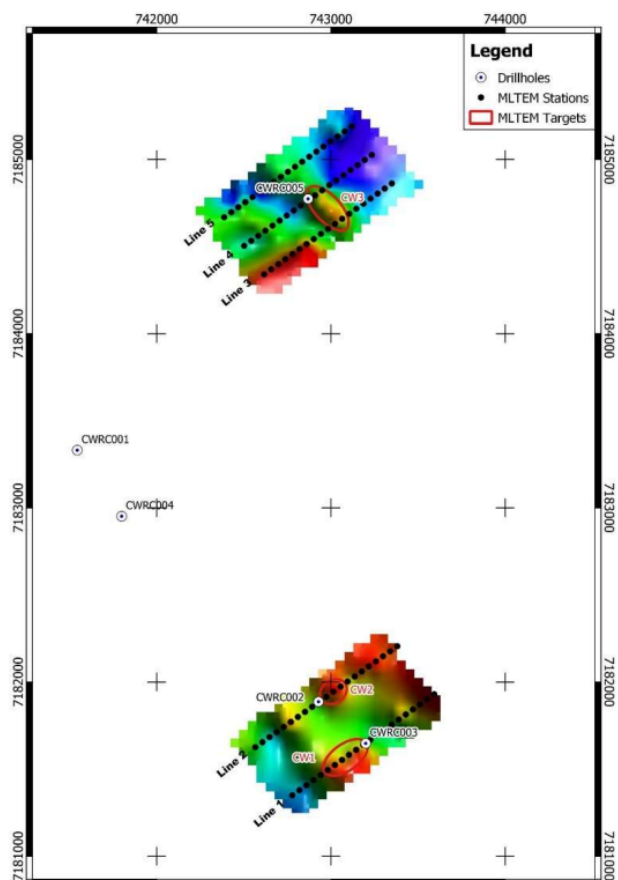 742000
743000
744000
Legend
Drillholes
MLTEM Stations
MLTEM Targets
7185000
7185000
CWRC005
CW3
Line 5
Line 4
Line 3
7184000
7184000
CWRC001
CWRC004
7183000
7183000
7182000
7182000
CWRC002
CW2
CWRC003
CW1
Line 2
Line 1
7181000
7181000